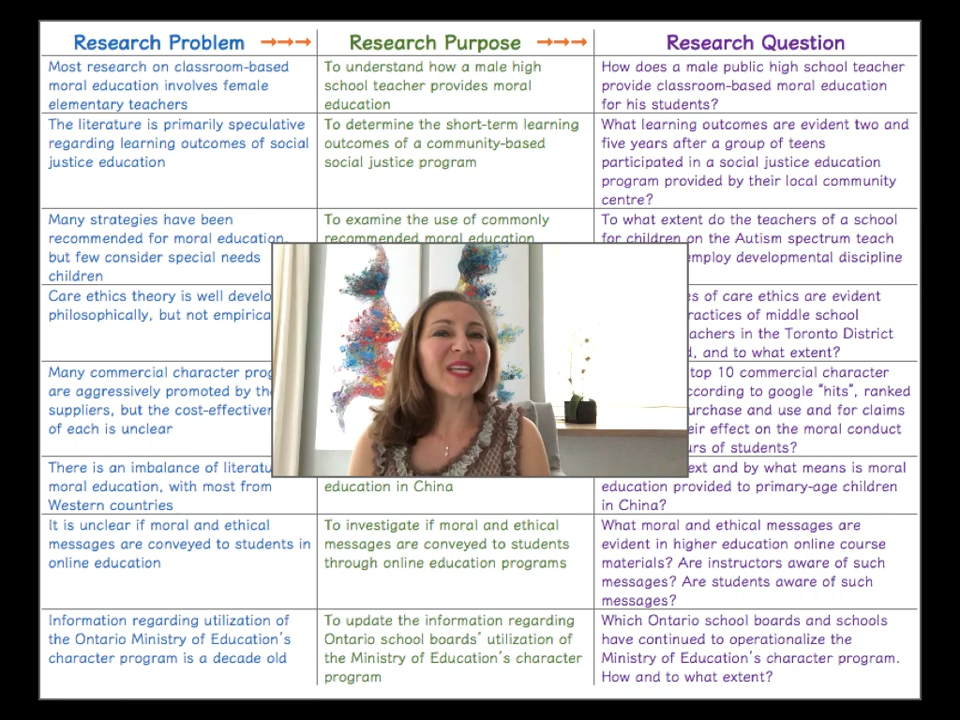 Research Problem →→→
Research Purpose →→→
Research Question
Most research on classroom-based
moral education involves female
elementary teachers
To understand how a male high
school teacher provides moral
education
How does a male public high school teacher
provide classroom-based moral education
for his students?
The literature is primarily speculative
regarding learning outcomes of social
justice education
To determine the short-term learning
outcomes of a community-based
social justice program
What learning outcomes are evident two and
five years after a group of teens
participated in a social justice education
program provided by their local community
centre?
Many strategies have been
recommended for moral education,
but few consider special needs
children
To examine the use of commonly
recommended moral education
To what extent do the teachers of a school
for children on the Autism spectrum teach
employ developmental discipline
Care ethics theory is well
philosophically, but not
of care ethics are evident
practices of middle school
teachers in the Toronto District
and to what extent?
Many commercial character
are aggressively promoted by
suppliers, but the
of each is unclear
top 10 commercial character
according to google “hits”, ranked
purchase and use and for claims
their effect on the moral conduct
of students?
There is an imbalance of
moral education, with most from
Western countries
education in China
and by what means is moral
education provided to primary-age children
in China?
It is unclear if moral and ethical
messages are conveyed to students in
online education
To investigate if moral and ethical
messages are conveyed to students
through online education programs
What moral and ethical messages are
evident in higher education online course
materials? Are instructors aware of such
messages? Are students aware of such
messages?
Information regarding utilization of
the Ontario Ministry of Education’s
character program is a decade old
To update the information regarding
Ontario school boards’ utilization of
the Ministry of Education’s character
program
Which Ontario school boards and schools
have continued to operationalize the
Ministry of Education’s character program.
How and to what extent?